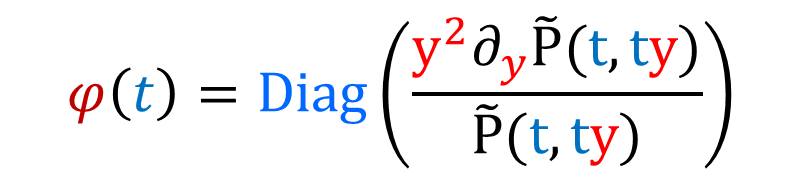 φ(t) = Diag ( y² ∂_y P̃(t, ty) / P̃(t, ty) )